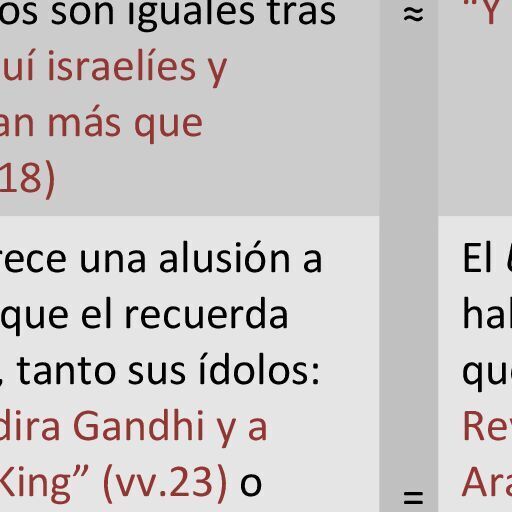 os son iguales tras
uí israelíes y
an más que
18)
≈
"Y
rece una alusión a
que el recuerda
, tanto sus ídolos:
dira Gandhi y a
King” (vv.23) o
=
El
hal
que
Rev
Ara